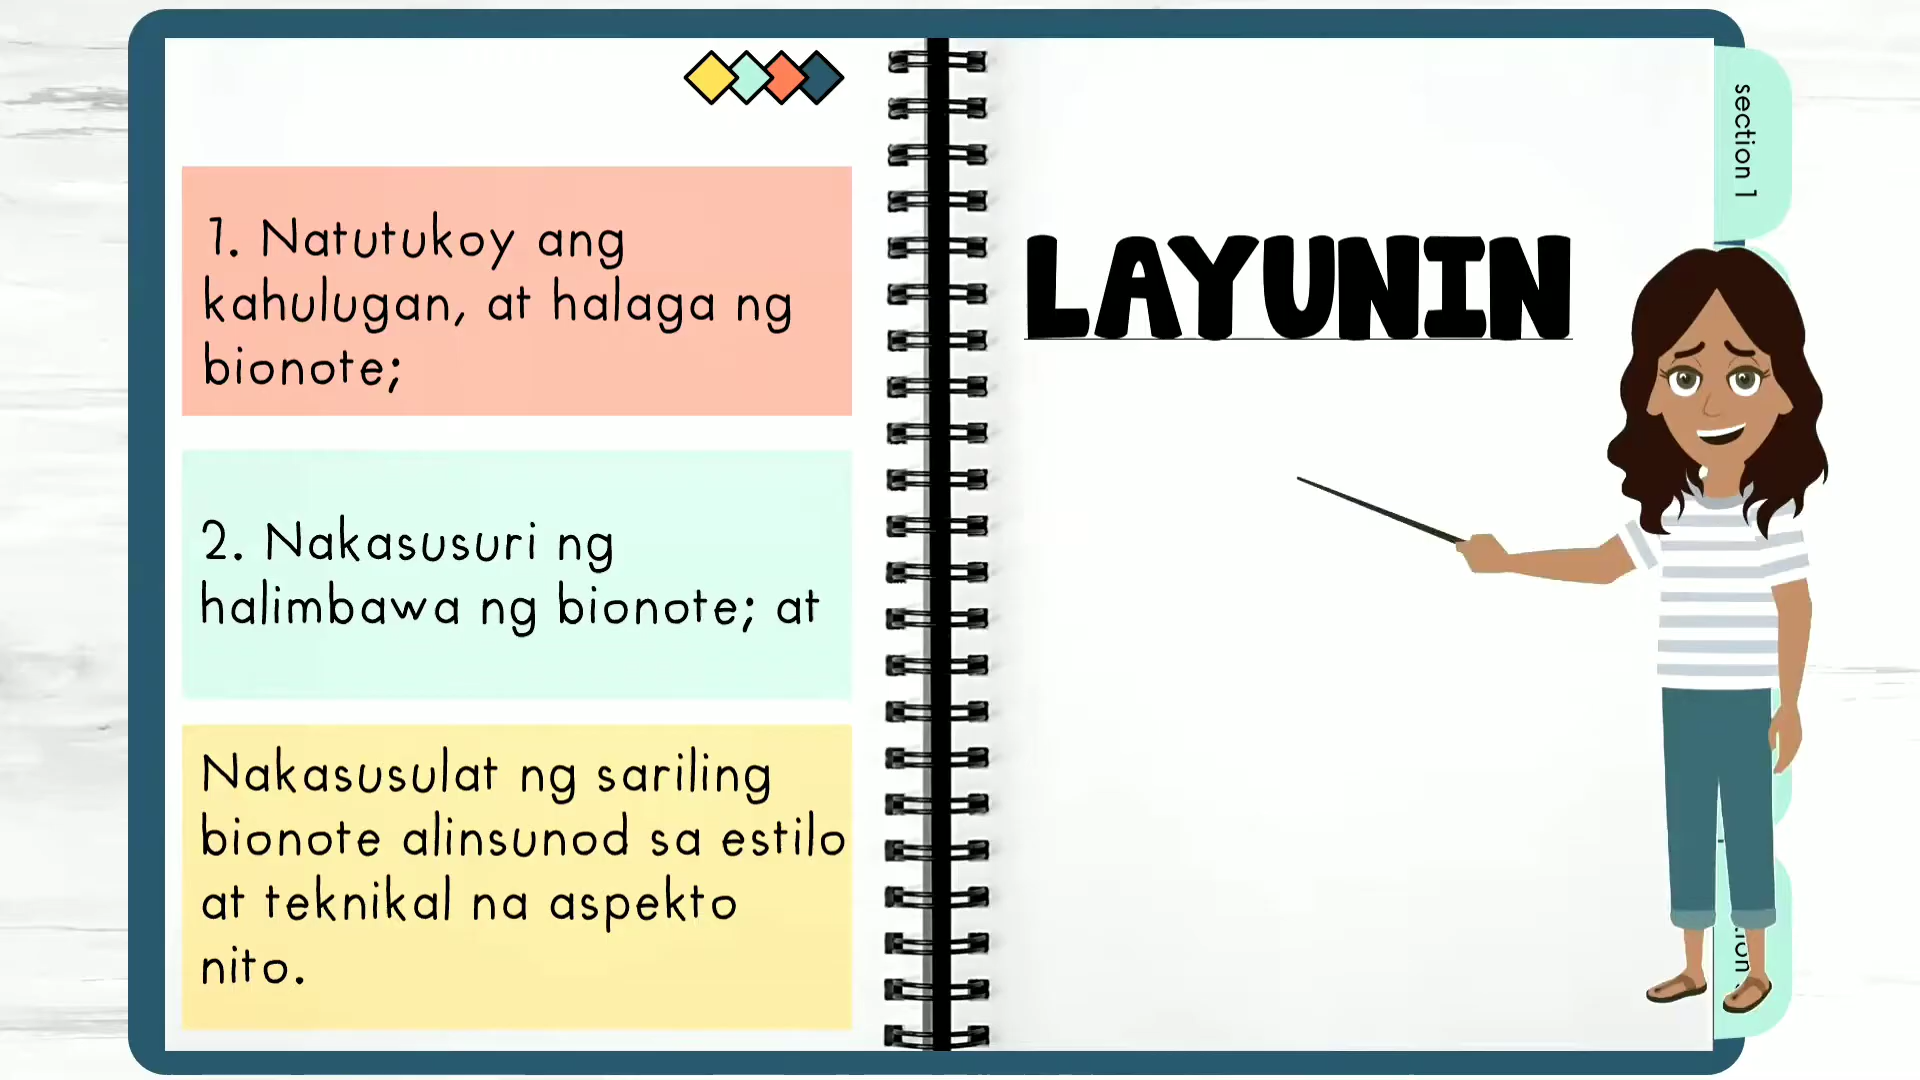 1. Natutukoy ang
kahulugan, at halaga ng
bionote;
2. Nakasusuri ng
halimbawa ng bionote; at
Nakasusulat ng sariling
bionote alinsunod sa estilo
at teknikal na aspekto
nito.
LAYUNIN
section 1